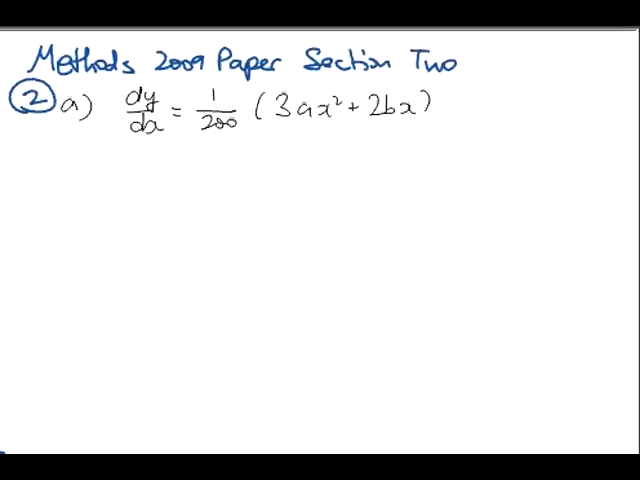 Methods 2009 Paper Section Two
② a) dy/dx = 1/200 (3ax² + 2bx)